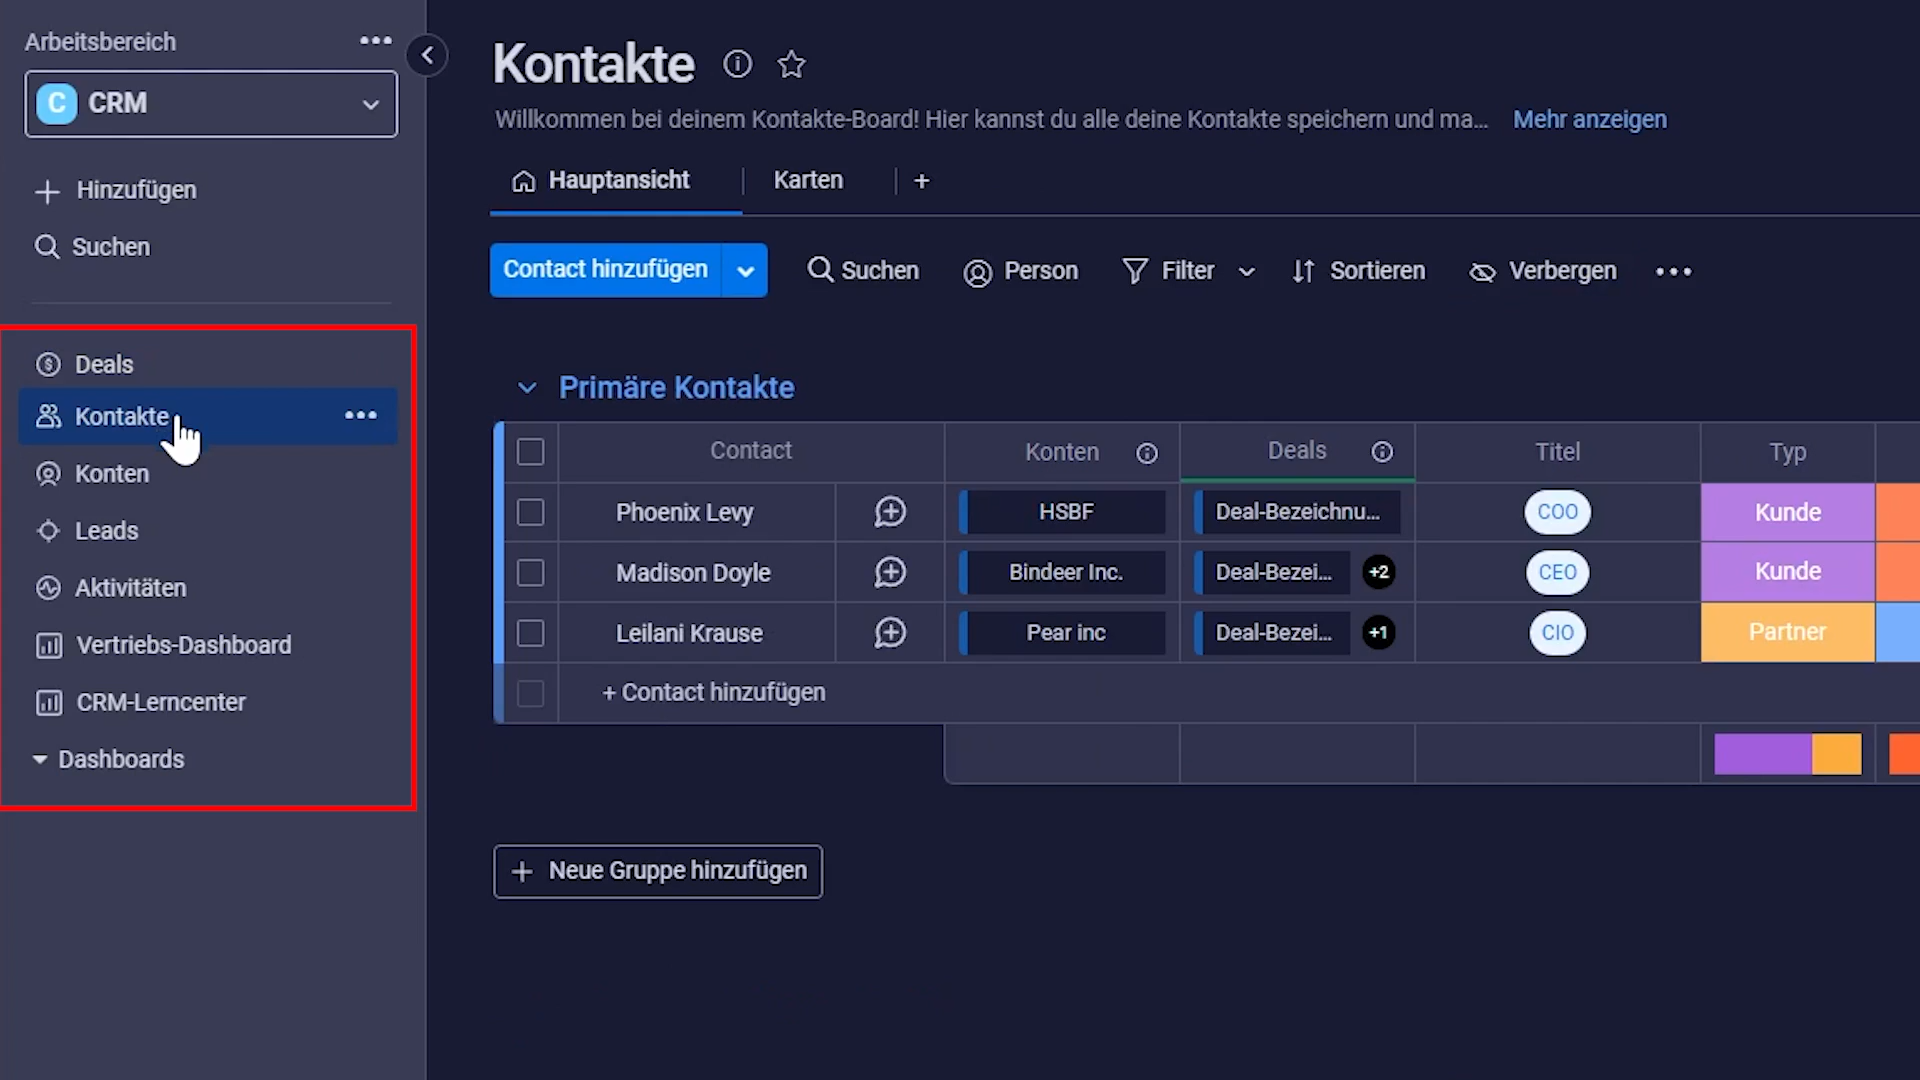 Arbeitsbereich
C CRM
Hinzufügen
Suchen
Deals
Kontakte
Konten
Leads
Aktivitäten
Vertriebs-Dashboard
CRM-Lerncenter
Dashboards
Kontakte
Willkommen bei deinem Kontakte-Board! Hier kannst du alle deine Kontakte speichern und ma... Mehr anzeigen
Hauptansicht Karten +
Contact hinzufügen Suchen Person Filter Sortieren Verbergen
Primäre Kontakte
Contact Konten Deals Titel Typ
Phoenix Levy HSBF Deal-Bezeichnu... COO Kunde
Madison Doyle Bindeer Inc. Deal-Bezei... +2 CEO Kunde
Leilani Krause Pear inc Deal-Bezei... +1 CIO Partner
+ Contact hinzufügen
+ Neue Gruppe hinzufügen